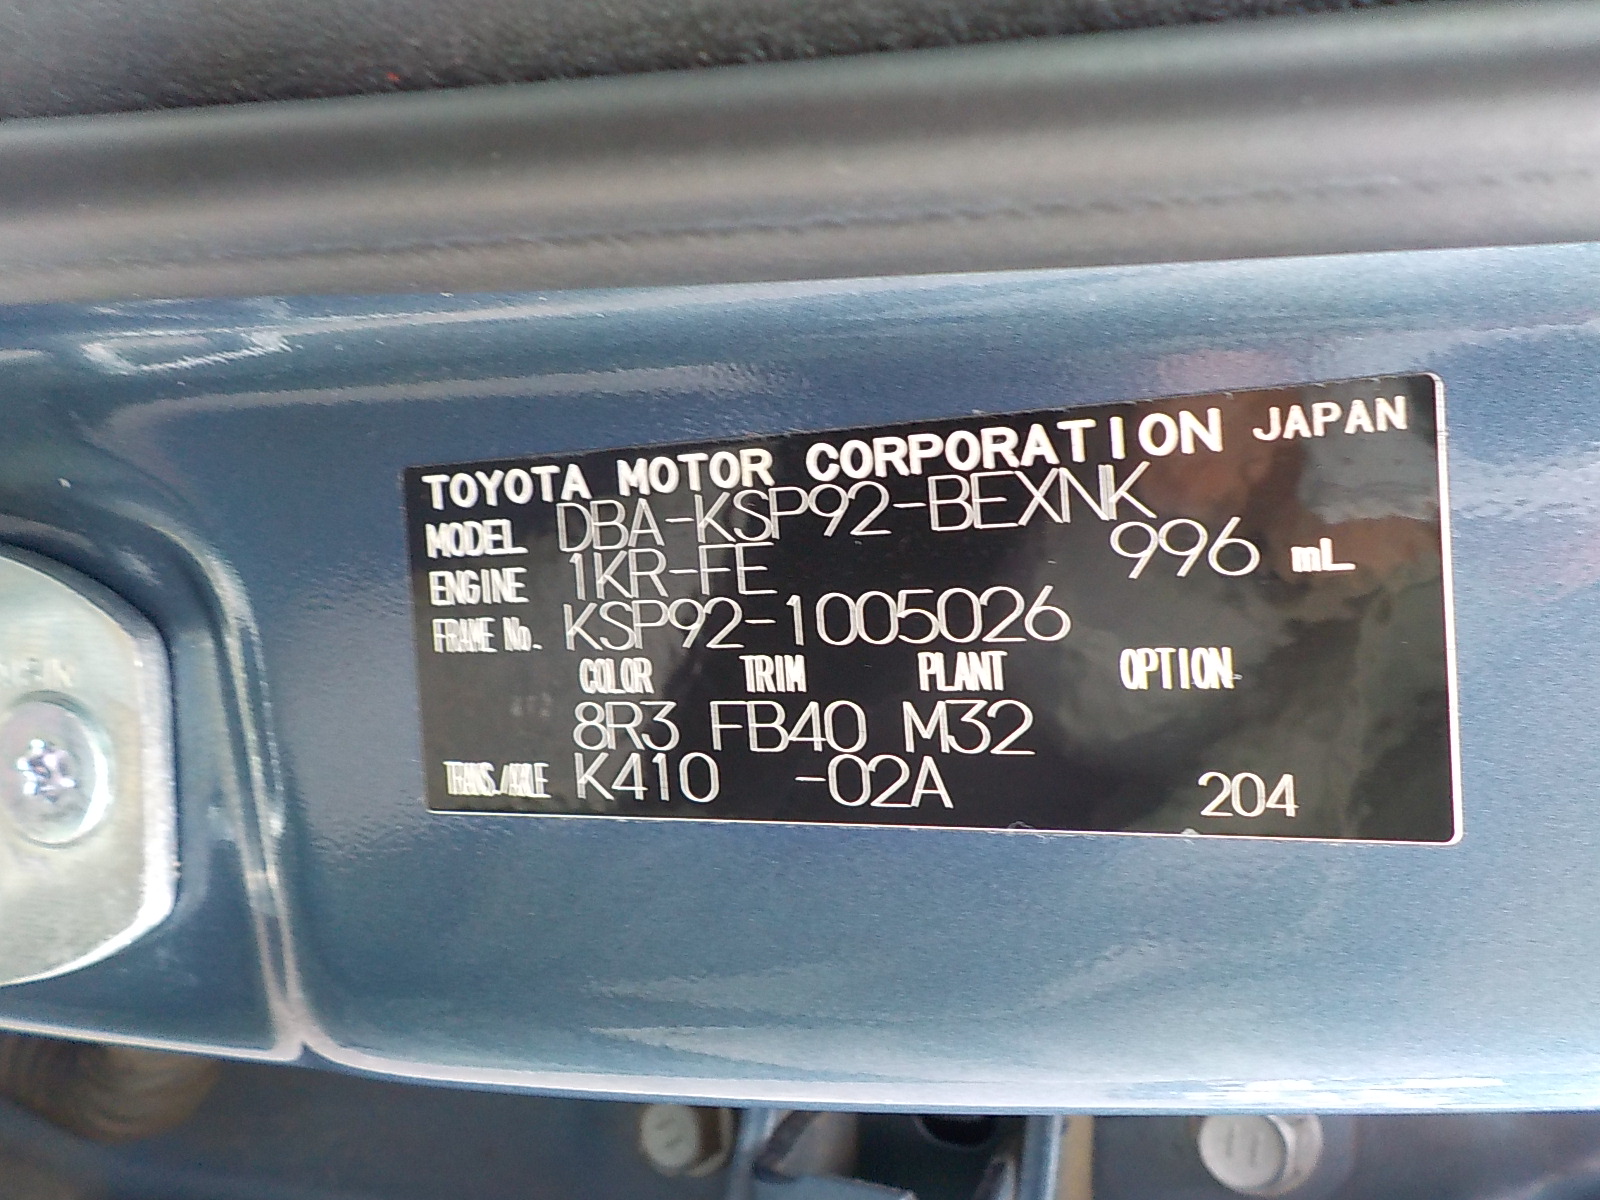 TOYOTA MOTOR CORPORATION JAPAN
MODEL DBA-KSP92-BEXNK
ENGINE 1KR-FE 996 mL
FRAME No. KSP92-1005026
COLOR TRIM PLANT OPTION
8R3 FB40 M32
TRANS./AXLE K410 -02A 204